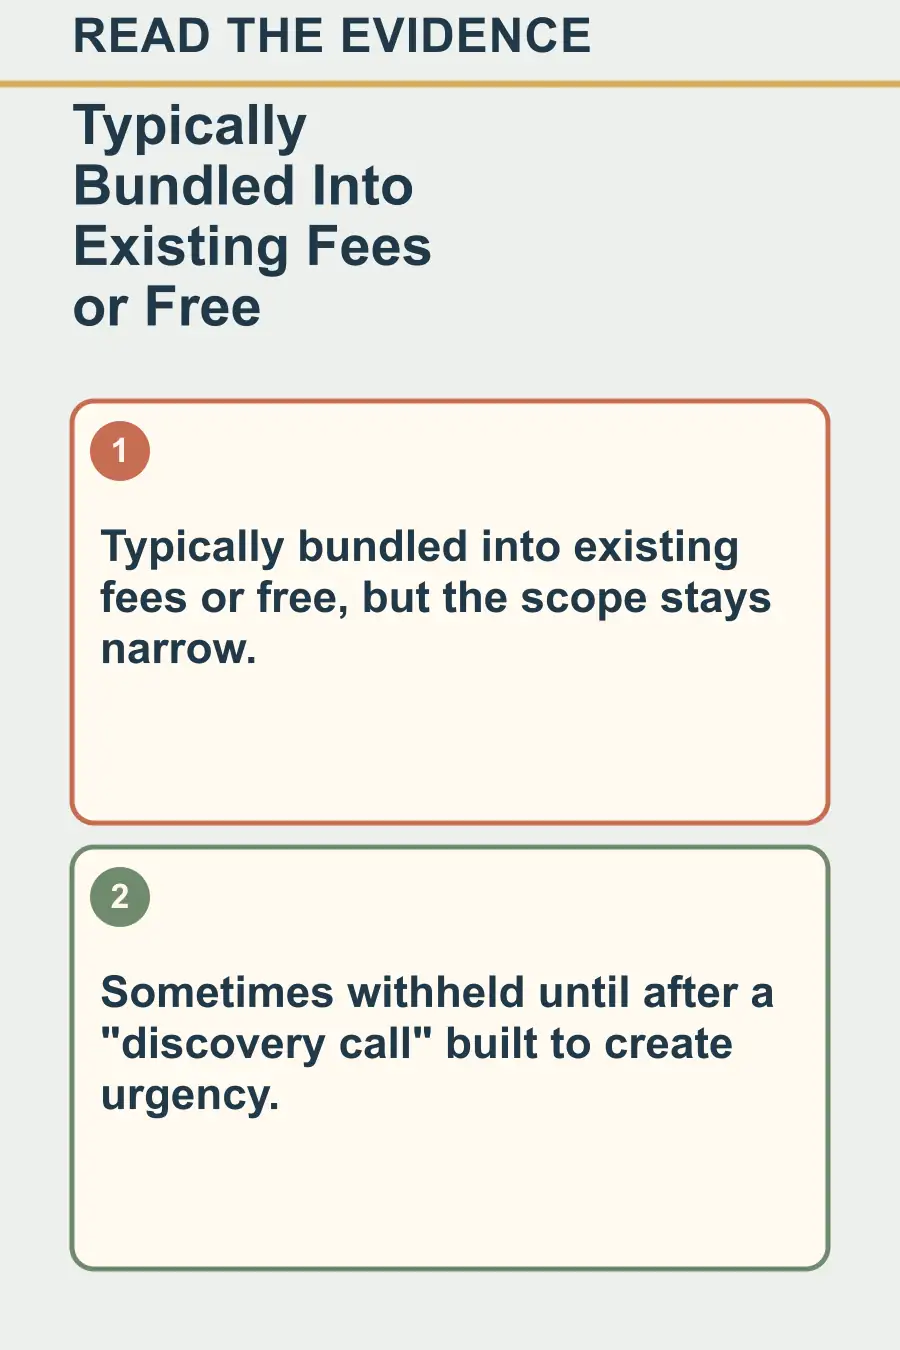 READ THE EVIDENCE
Typically
Bundled Into
Existing Fees
or Free
1
Typically bundled into existing
fees or free, but the scope stays
narrow.
2
Sometimes withheld until after a
"discovery call" built to create
urgency.